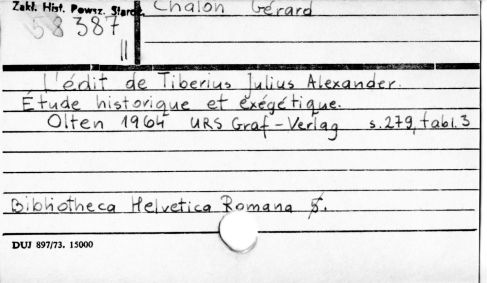 Zakł. Hist. Powsz. Staroż.
58 387
II
Chalon Gérard
L'édit de Tiberius Julius Alexander.
Étude historique et exégétique.
Olten 1964 URS Graf-Verlag s.279, tabl.3
Bibliotheca Helvetica Romana 5.
DUJ 897/73. 15000